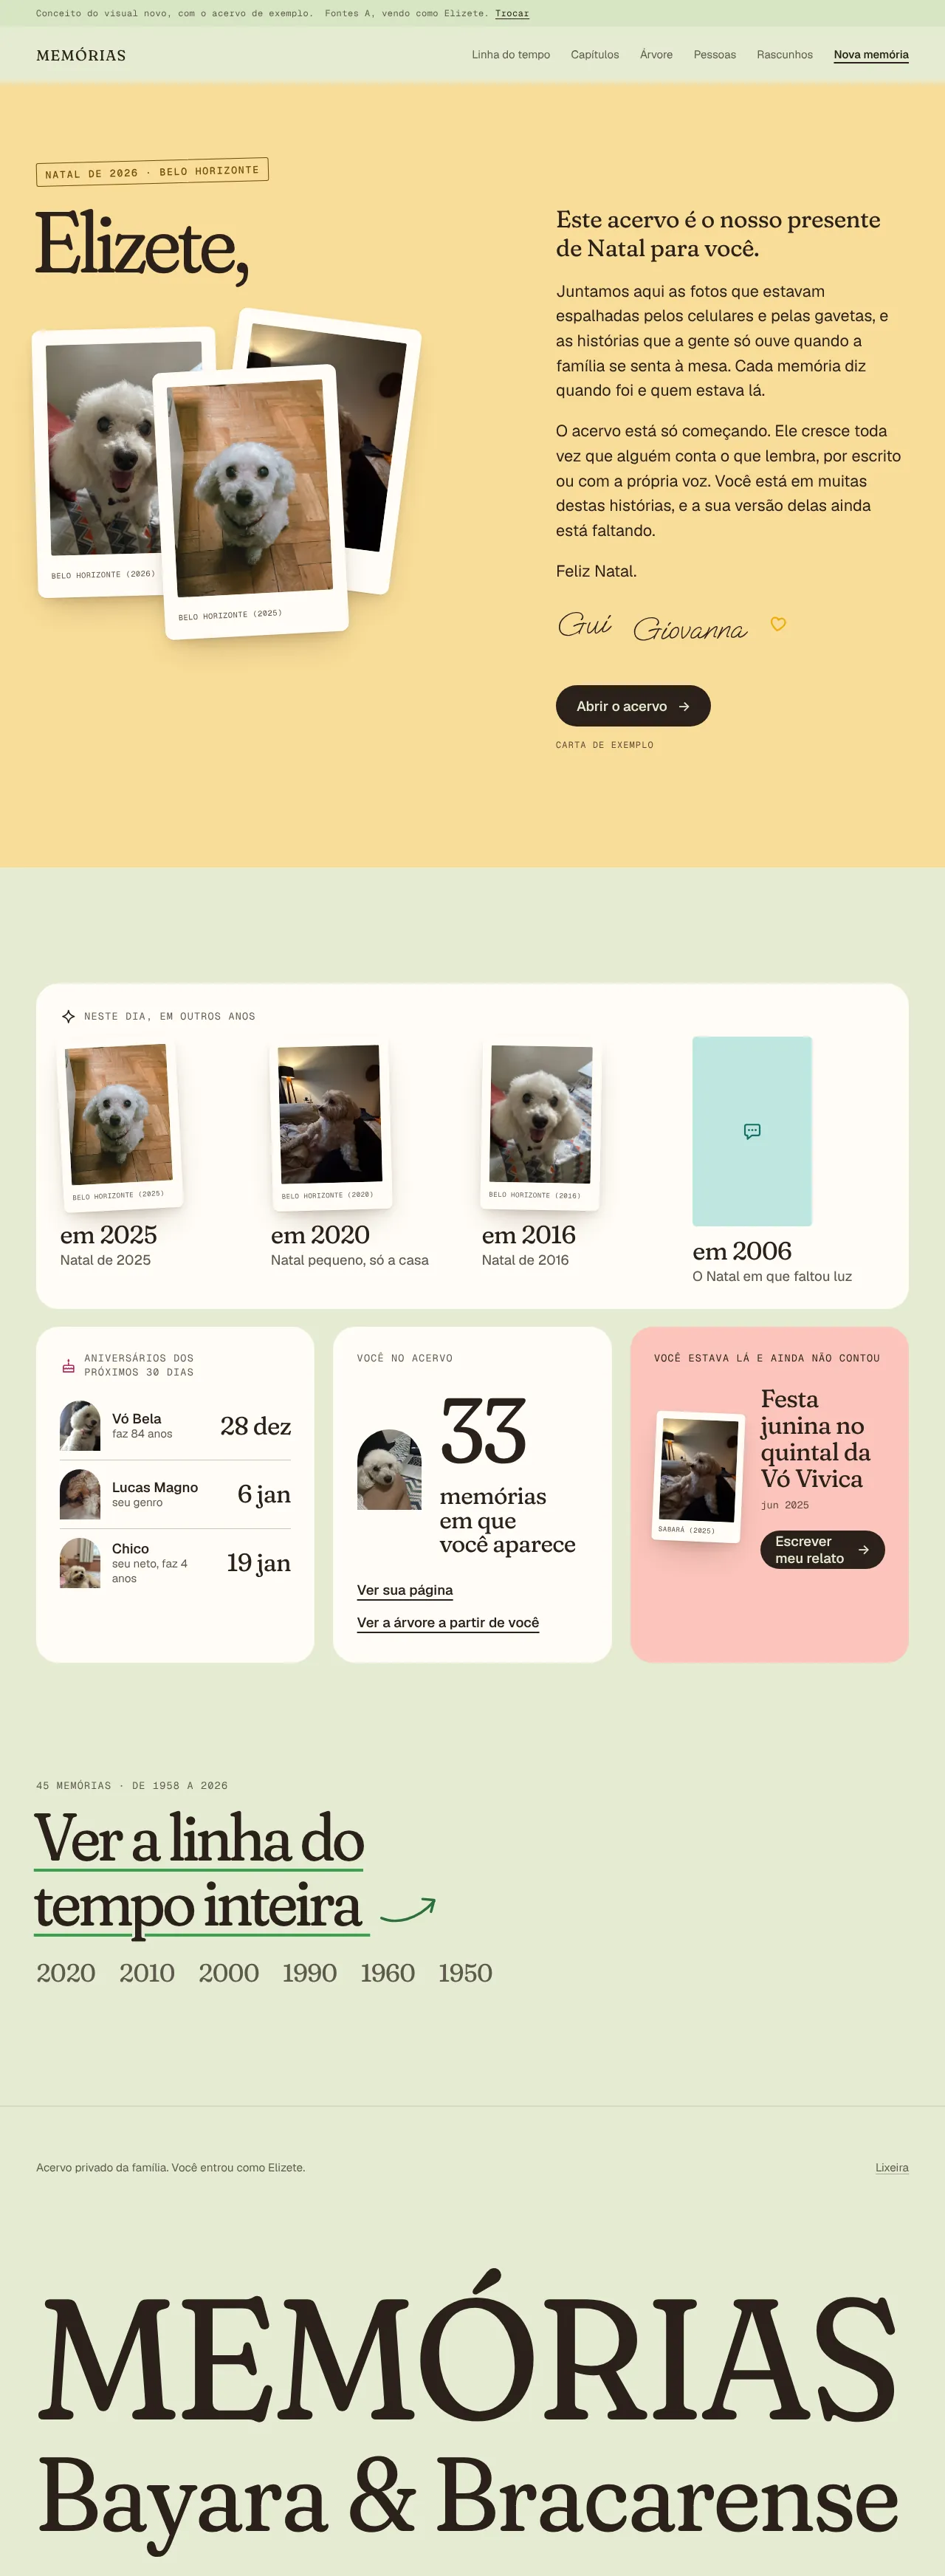 Conceito do visual novo, com o acervo de exemplo. Fontes A, vendo como Elizete. Trocar
MEMÓRIAS
Linha do tempo Capítulos Árvore Pessoas Rascunhos Nova memória
NATAL DE 2026 · BELO HORIZONTE
Elizete,
BELO HORIZONTE (2026)
BELO HORIZONTE (2025)
Este acervo é o nosso presente
de Natal para você.
Juntamos aqui as fotos que estavam
espalhadas pelos celulares e pelas gavetas, e
as histórias que a gente só ouve quando a
família se senta à mesa. Cada memória diz
quando foi e quem estava lá.
O acervo está só começando. Ele cresce toda
vez que alguém conta o que lembra, por escrito
ou com a própria voz. Você está em muitas
destas histórias, e a sua versão delas ainda
está faltando.
Feliz Natal.
Gui Giovanna
Abrir o acervo →
CARTA DE EXEMPLO
NESTE DIA, EM OUTROS ANOS
BELO HORIZONTE (2025)
em 2025
Natal de 2025
BELO HORIZONTE (2020)
em 2020
Natal pequeno, só a casa
BELO HORIZONTE (2016)
em 2016
Natal de 2016
em 2006
O Natal em que faltou luz
ANIVERSÁRIOS DOS
PRÓXIMOS 30 DIAS
Vó Bela
faz 84 anos
28 dez
Lucas Magno
seu genro
6 jan
Chico
seu neto, faz 4
anos
19 jan
VOCÊ NO ACERVO
33
memórias
em que
você aparece
Ver sua página
Ver a árvore a partir de você
VOCÊ ESTAVA LÁ E AINDA NÃO CONTOU
SABARÁ (2025)
Festa
junina no
quintal da
Vó Vivica
jun 2025
Escrever
meu relato →
45 MEMÓRIAS · DE 1958 A 2026
Ver a linha do
tempo inteira
2020 2010 2000 1990 1960 1950
Acervo privado da família. Você entrou como Elizete.
Lixeira
MEMÓRIAS
Bayara & Bracarense